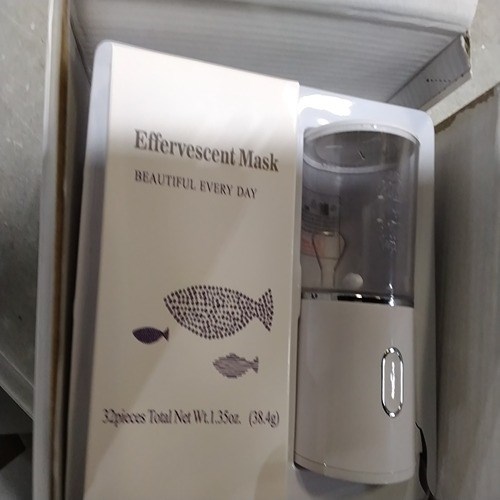 Effervescent Mask
BEAUTIFUL EVERY DAY
32pieces Total Net Wt.1.35oz. (38.4g)